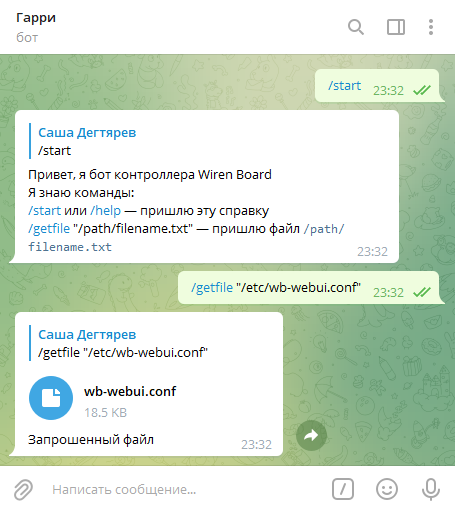 Гарри
бот
/start
23:32
Саша Дегтярев
/start
Привет, я бот контроллера Wiren Board
Я знаю команды:
/start или /help — пришлю эту справку
/getfile "/path/filename.txt" — пришлю файл /path/
filename.txt
23:32
/getfile "/etc/wb-webui.conf"
23:32
Саша Дегтярев
/getfile "/etc/wb-webui.conf"
wb-webui.conf
18.5 KB
Запрошенный файл
23:32
Написать сообщение...